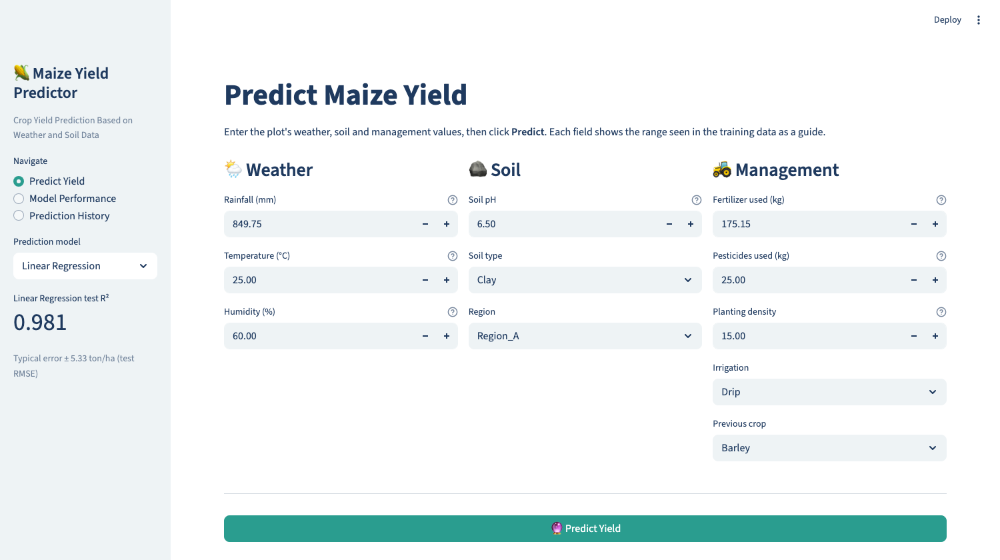 Deploy
Maize Yield
Predictor
Crop Yield Prediction Based on
Weather and Soil Data
Navigate
Predict Yield
Model Performance
Prediction History
Prediction model
Linear Regression
Linear Regression test R²
0.981
Typical error ± 5.33 ton/ha (test
RMSE)
Predict Maize Yield
Enter the plot's weather, soil and management values, then click Predict. Each field shows the range seen in the training data as a guide.
Weather
Rainfall (mm)
849.75
Temperature (°C)
25.00
Humidity (%)
60.00
Soil
Soil pH
6.50
Soil type
Clay
Region
Region_A
Management
Fertilizer used (kg)
175.15
Pesticides used (kg)
25.00
Planting density
15.00
Irrigation
Drip
Previous crop
Barley
Predict Yield